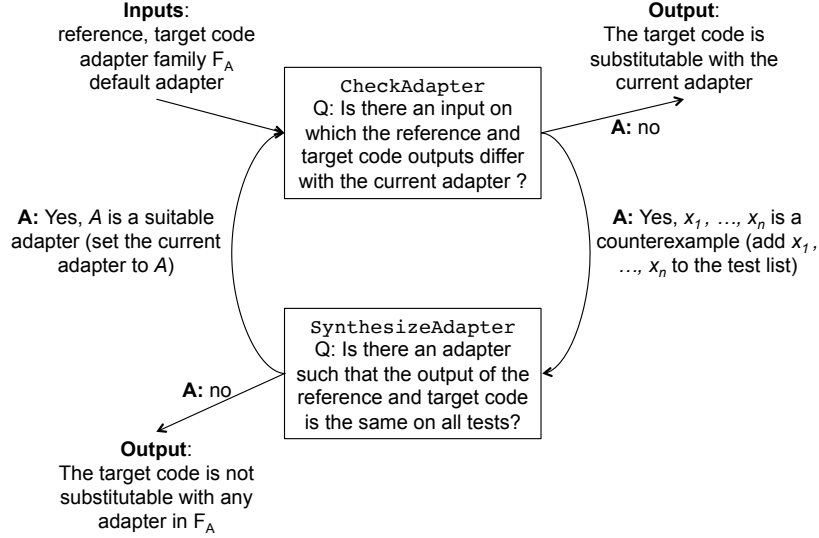 Inputs:
reference, target code
adapter family F_A
default adapter
Output:
The target code is
substitutable with the
current adapter
CheckAdapter
Q: Is there an input on
which the reference and
target code outputs differ
with the current adapter ?
A: no
A: Yes, A is a suitable
adapter (set the current
adapter to A)
A: Yes, x₁, …, xₙ is a
counterexample (add x₁,
…, xₙ to the test list)
SynthesizeAdapter
Q: Is there an adapter
such that the output of the
reference and target code
is the same on all tests?
A: no
Output:
The target code is not
substitutable with any
adapter in F_A